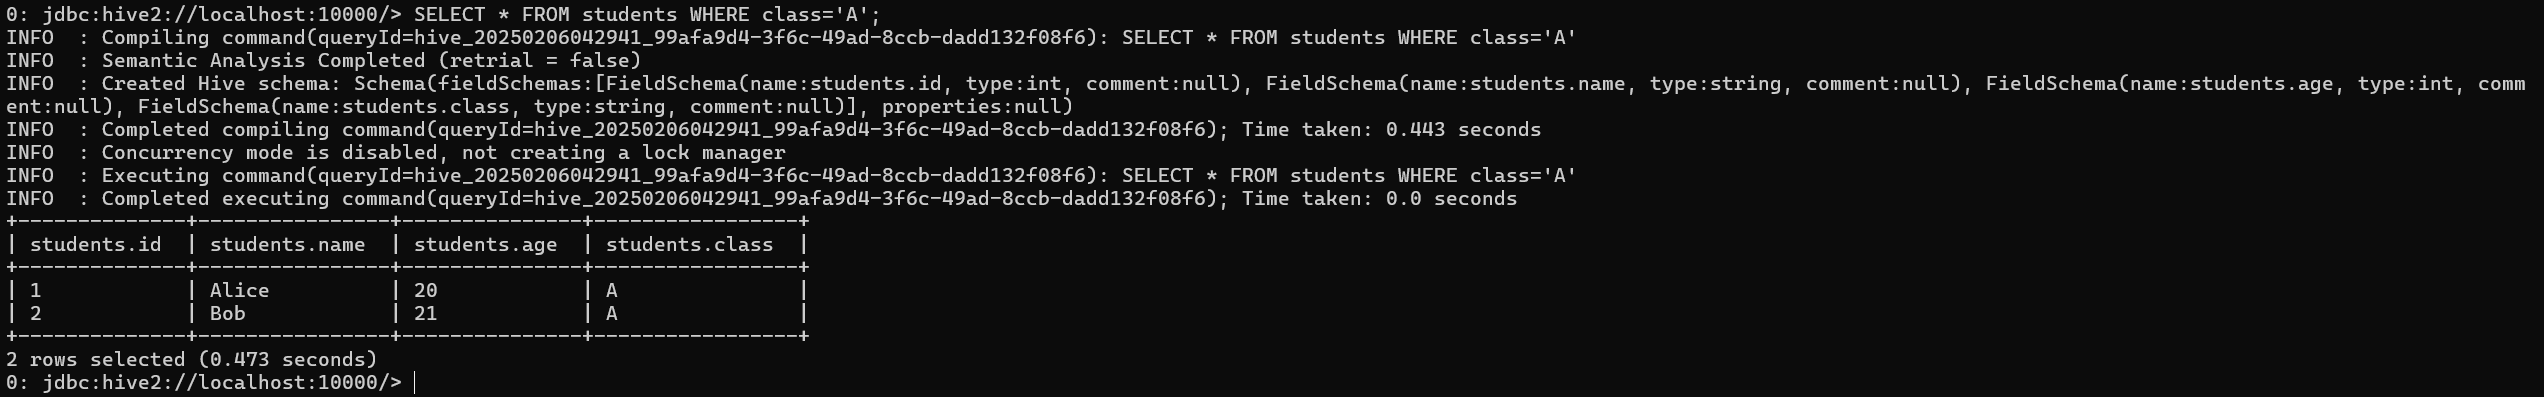 0: jdbc:hive2://localhost:10000/> SELECT * FROM students WHERE class='A';
INFO  : Compiling command(queryId=hive_20250206042941_99afa9d4-3f6c-49ad-8ccb-dadd132f08f6): SELECT * FROM students WHERE class='A'
INFO  : Semantic Analysis Completed (retrial = false)
INFO  : Created Hive schema: Schema(fieldSchemas:[FieldSchema(name:students.id, type:int, comment:null), FieldSchema(name:students.name, type:string, comment:null), FieldSchema(name:students.age, type:int, comm
ent:null), FieldSchema(name:students.class, type:string, comment:null)], properties:null)
INFO  : Completed compiling command(queryId=hive_20250206042941_99afa9d4-3f6c-49ad-8ccb-dadd132f08f6); Time taken: 0.443 seconds
INFO  : Concurrency mode is disabled, not creating a lock manager
INFO  : Executing command(queryId=hive_20250206042941_99afa9d4-3f6c-49ad-8ccb-dadd132f08f6): SELECT * FROM students WHERE class='A'
INFO  : Completed executing command(queryId=hive_20250206042941_99afa9d4-3f6c-49ad-8ccb-dadd132f08f6); Time taken: 0.0 seconds
+--------------+----------------+---------------+-----------------+
| students.id  | students.name  | students.age  | students.class  |
+--------------+----------------+---------------+-----------------+
| 1            | Alice          | 20            | A               |
| 2            | Bob            | 21            | A               |
+--------------+----------------+---------------+-----------------+
2 rows selected (0.473 seconds)
0: jdbc:hive2://localhost:10000/>